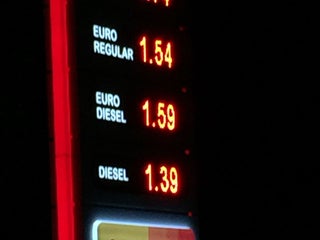 EURO
REGULAR 1.54
EURO
DIESEL 1.59
DIESEL 1.39